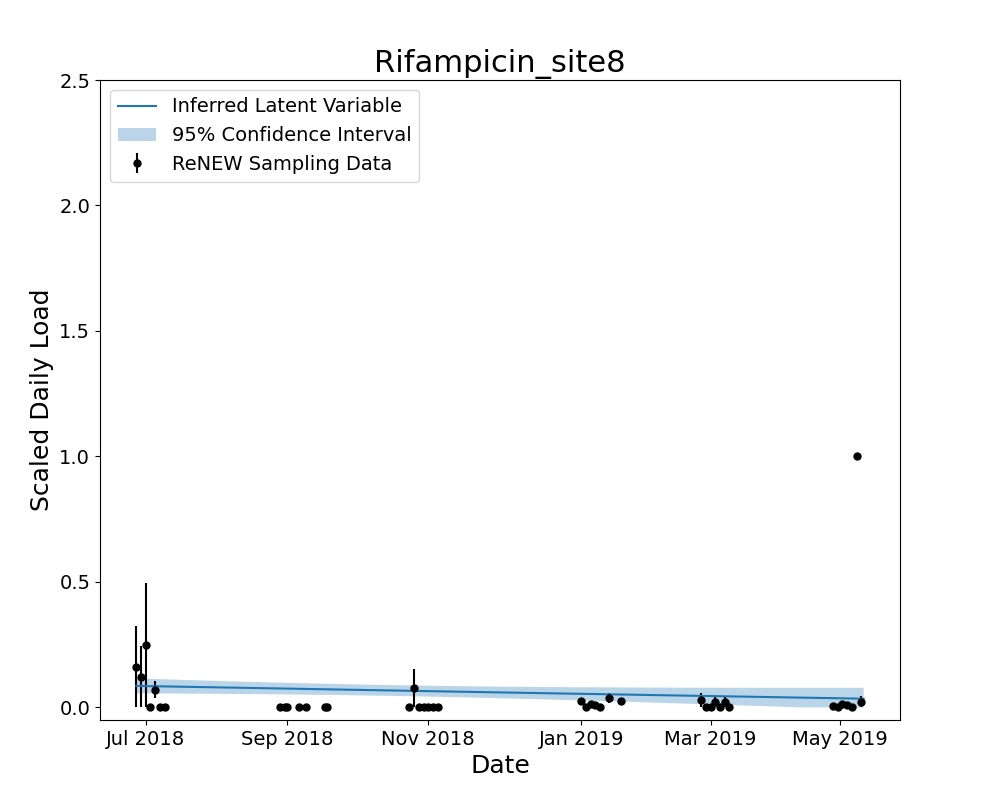 Rifampicin_site8
2.5
2.0
1.5
1.0
0.5
0.0
Scaled Daily Load
Inferred Latent Variable
95% Confidence Interval
ReNEW Sampling Data
Jul 2018 Sep 2018 Nov 2018 Jan 2019 Mar 2019 May 2019
Date